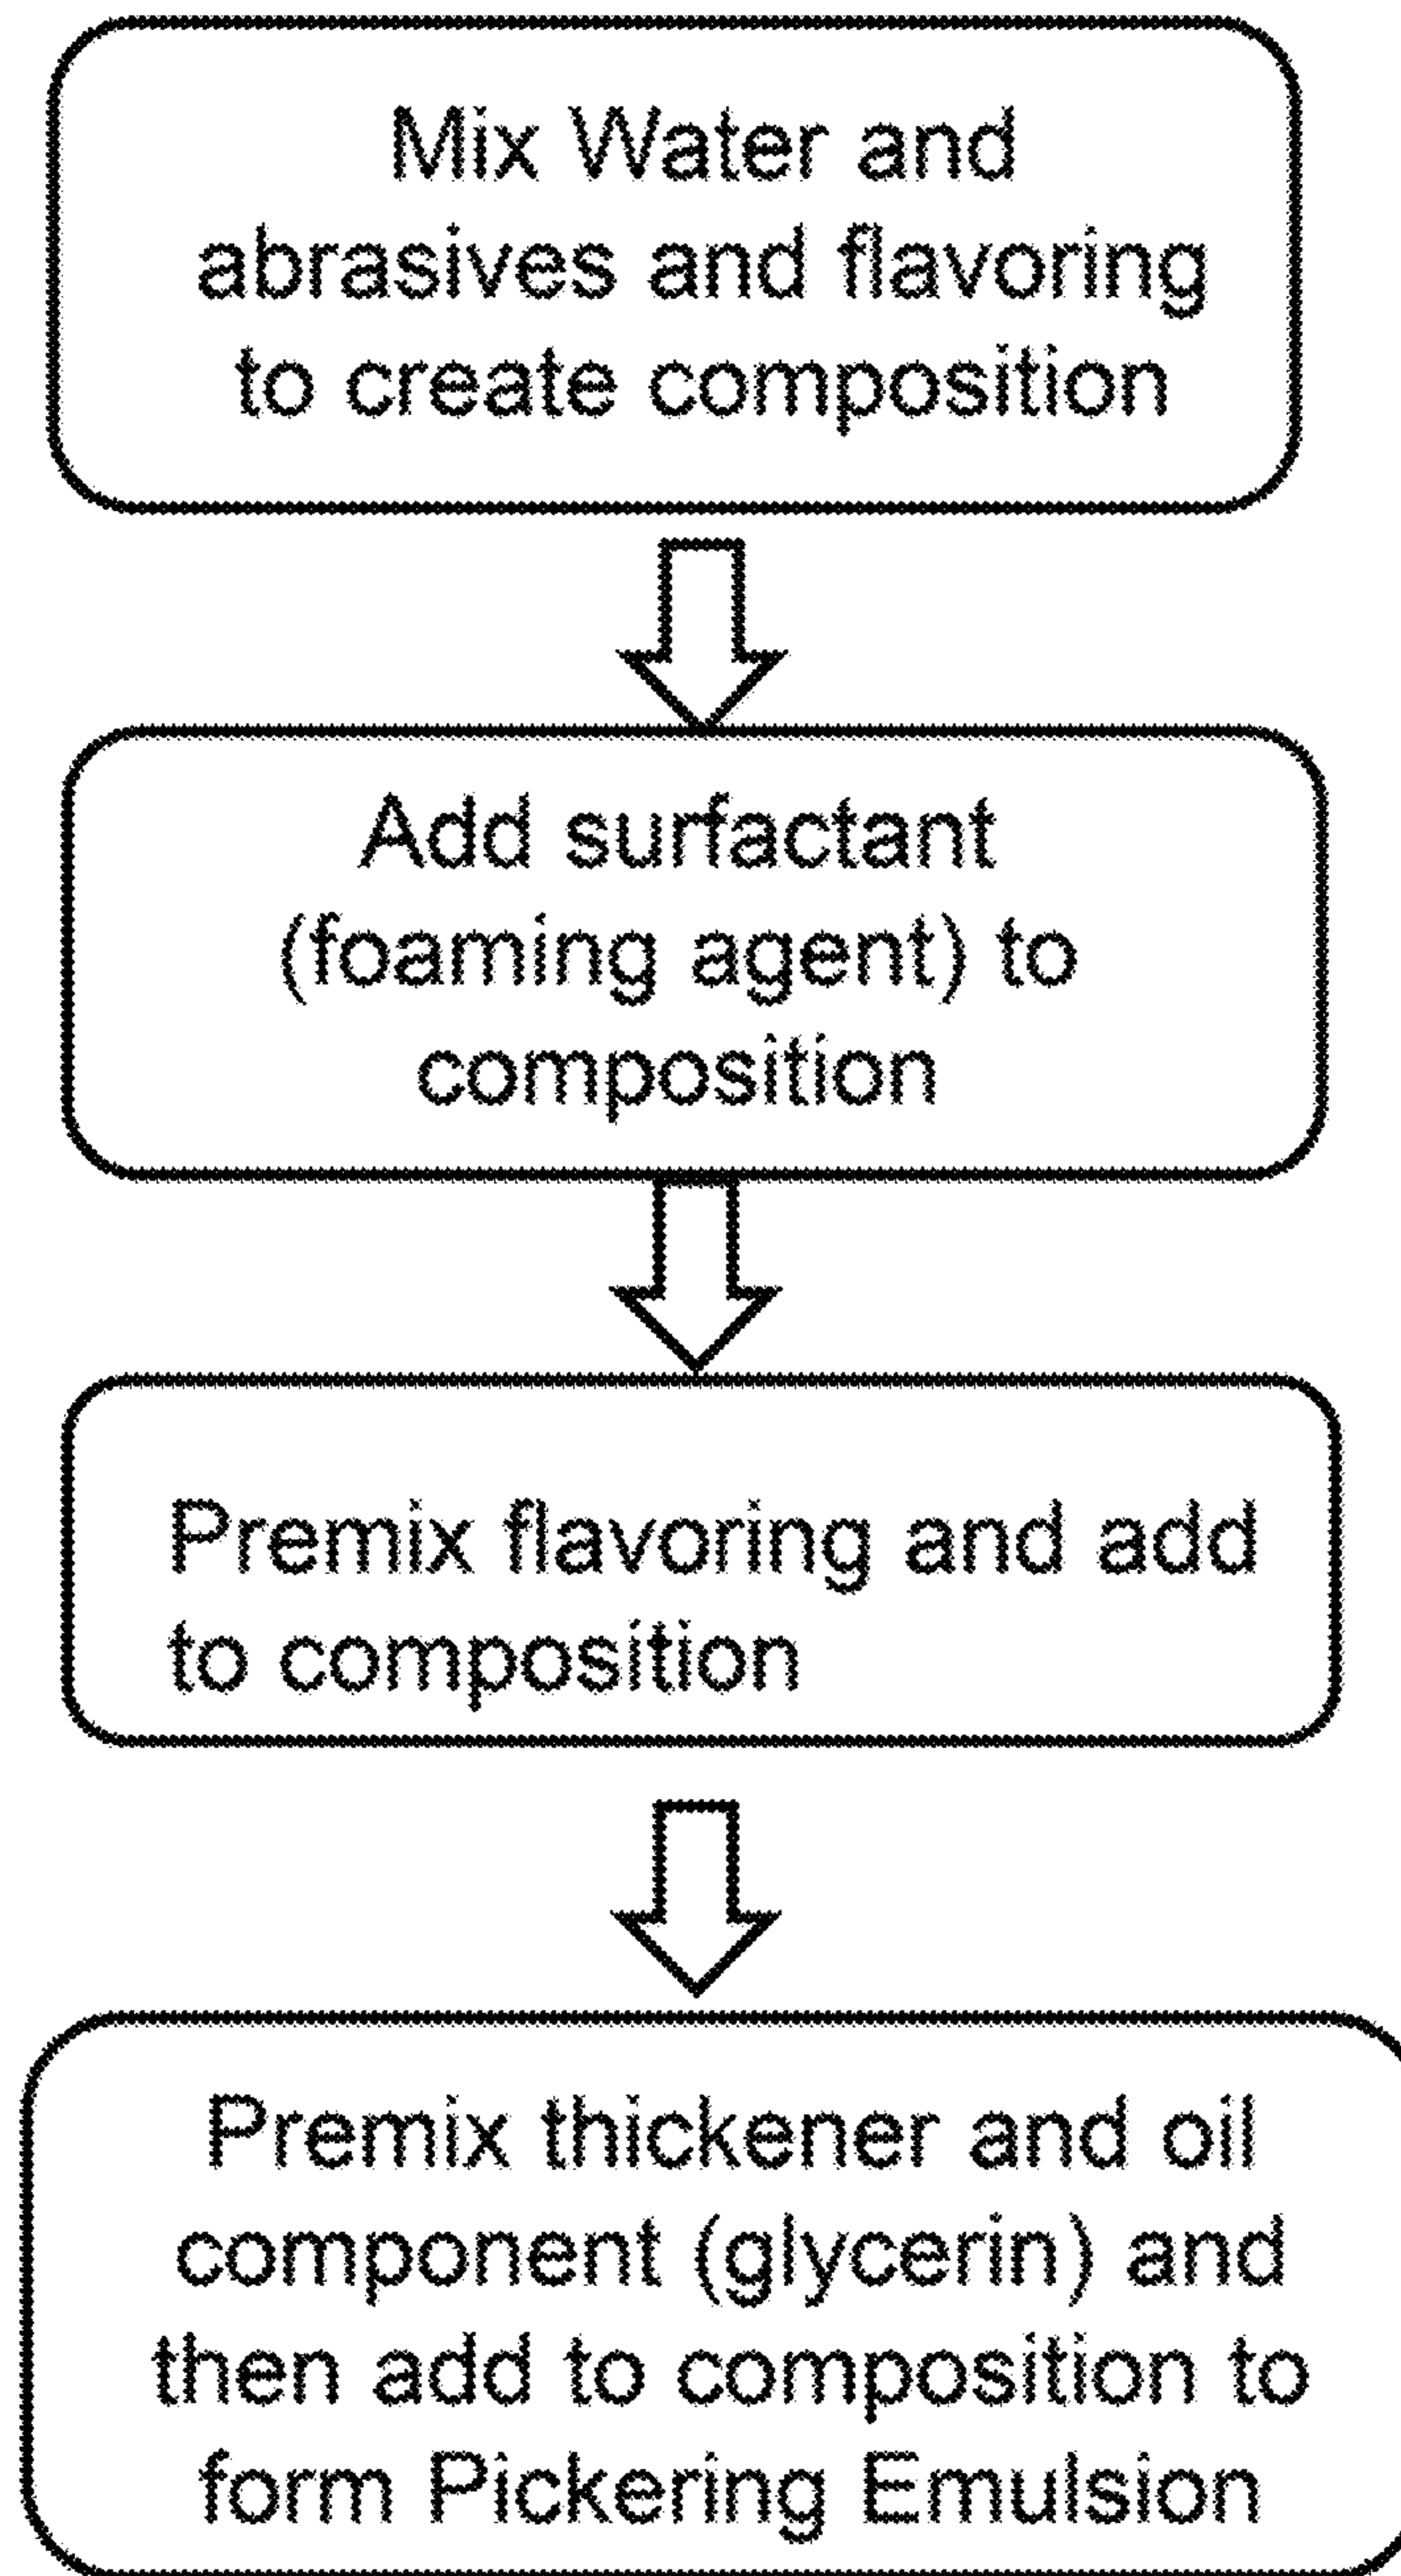 Mix Water and
abrasives and flavoring
to create composition
Add surfactant
(foaming agent) to
composition
Premix flavoring and add
to composition
Premix thickener and oil
component (glycerin) and
then add to composition to
form Pickering Emulsion